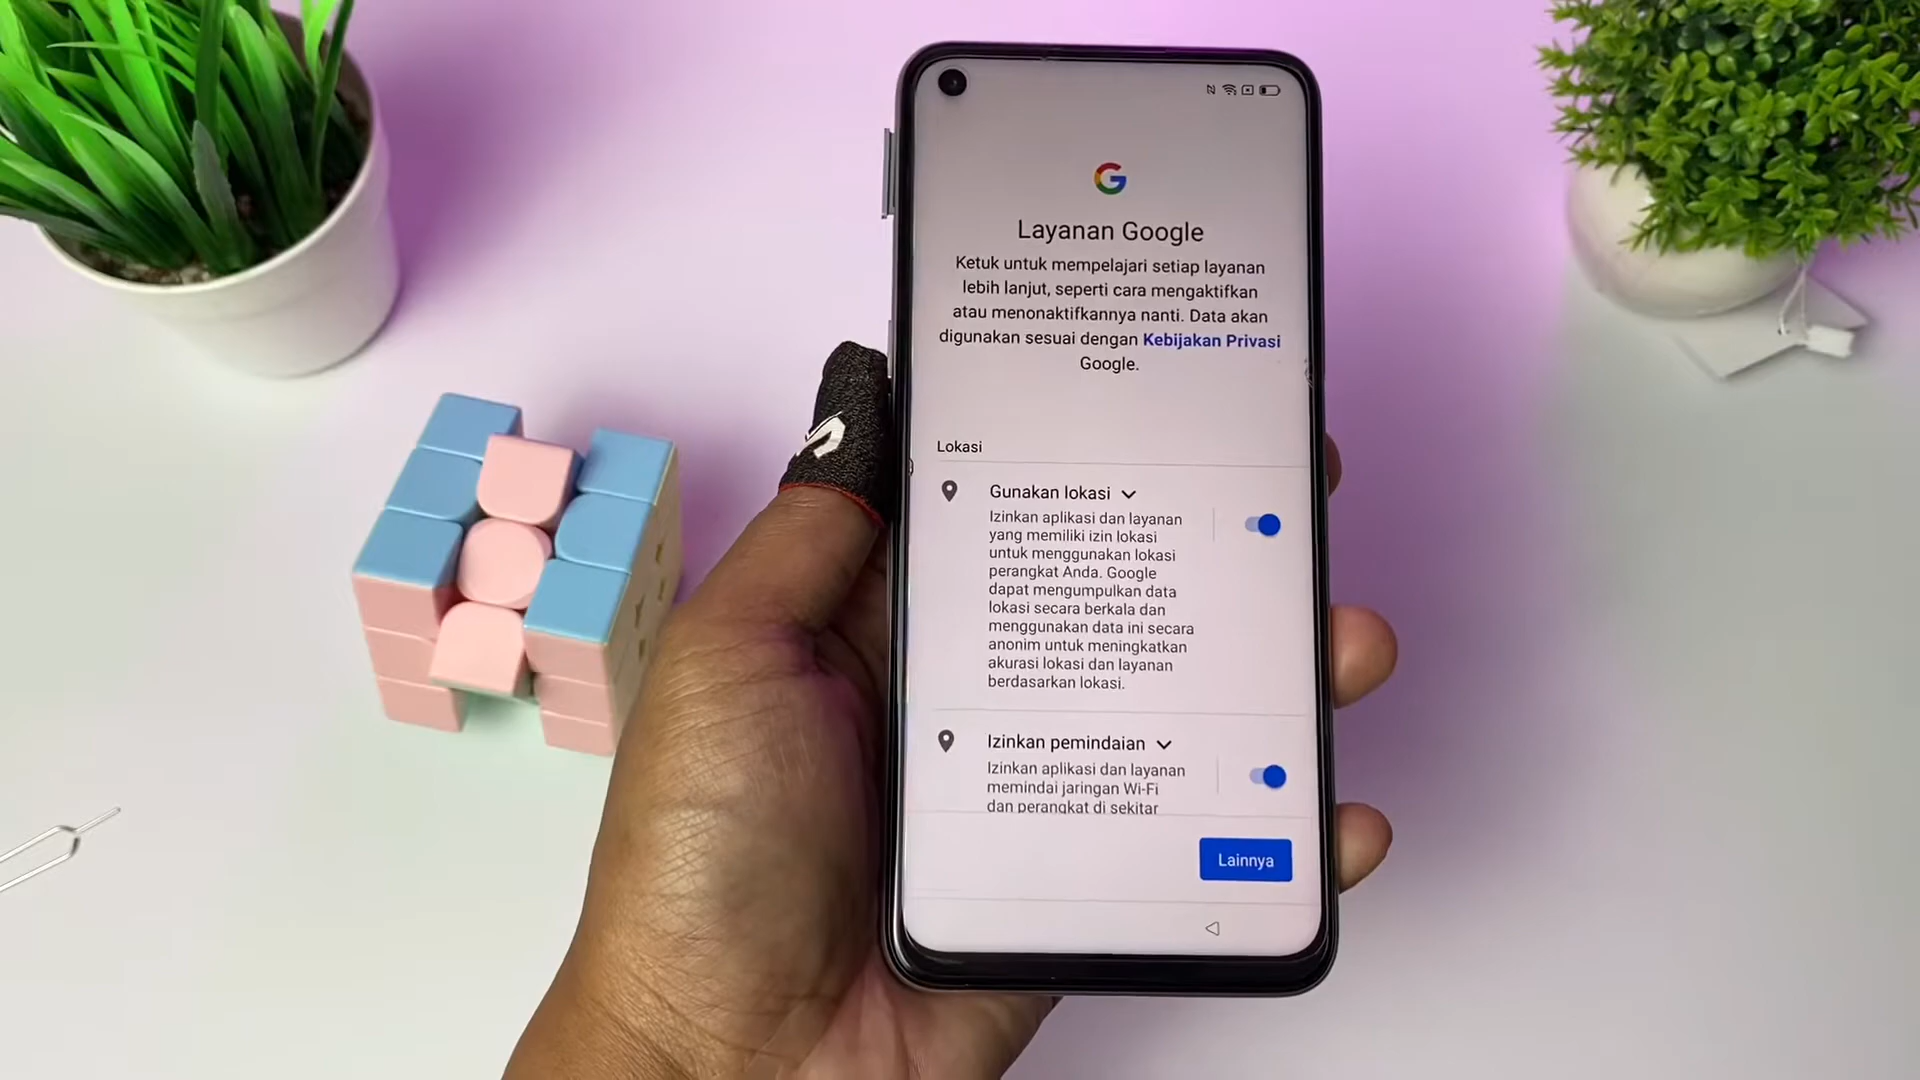 Layanan Google
Ketuk untuk mempelajari setiap layanan
lebih lanjut, seperti cara mengaktifkan
atau menonaktifkannya nanti. Data akan
digunakan sesuai dengan Kebijakan Privasi
Google.
Lokasi
Gunakan lokasi
Izinkan aplikasi dan layanan
yang memiliki izin lokasi
untuk menggunakan lokasi
perangkat Anda. Google
dapat mengumpulkan data
lokasi secara berkala dan
menggunakan data ini secara
anonim untuk meningkatkan
akurasi lokasi dan layanan
berdasarkan lokasi.
Izinkan pemindaian
Izinkan aplikasi dan layanan
memindai jaringan Wi-Fi
dan perangkat di sekitar
Lainnya